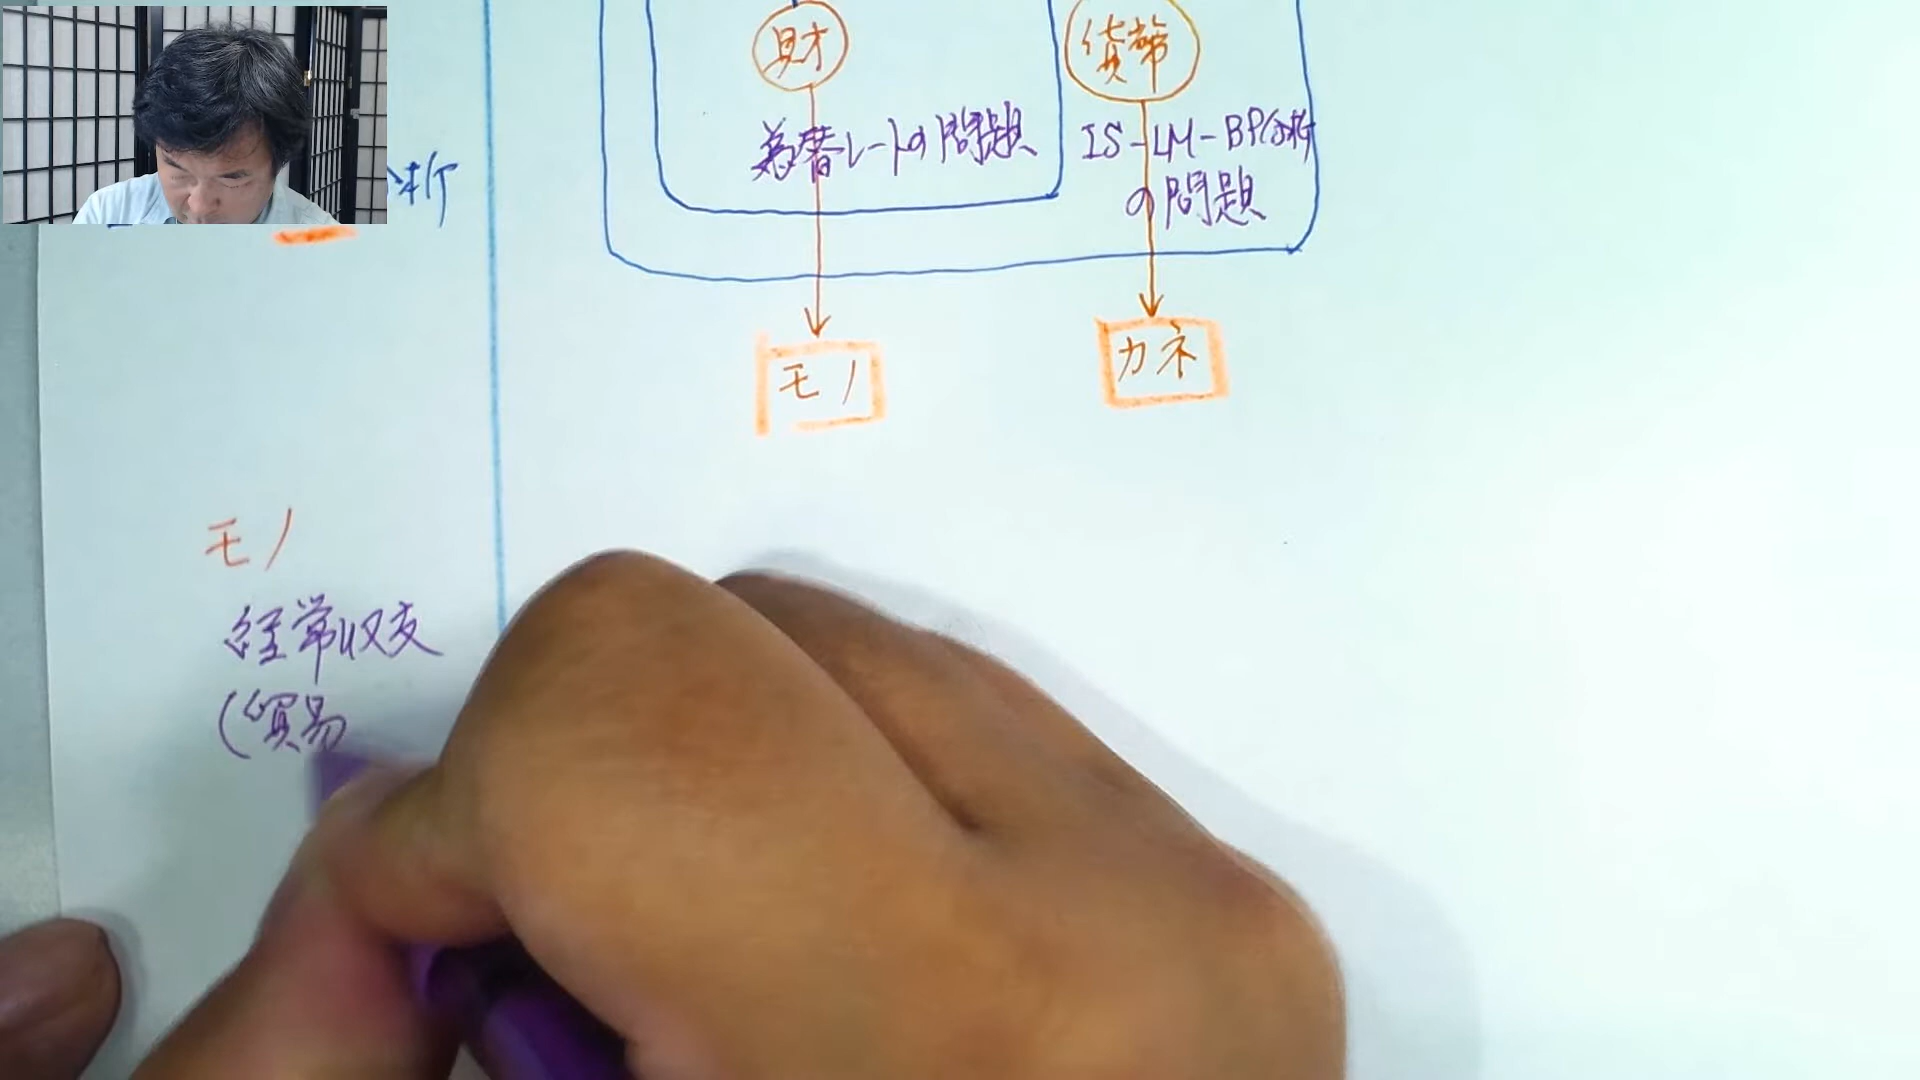 財
貨幣
為替レートの問題
IS-LM-BP分析
の問題
分析
モノ
カネ
モノ
経常収支
(貿易